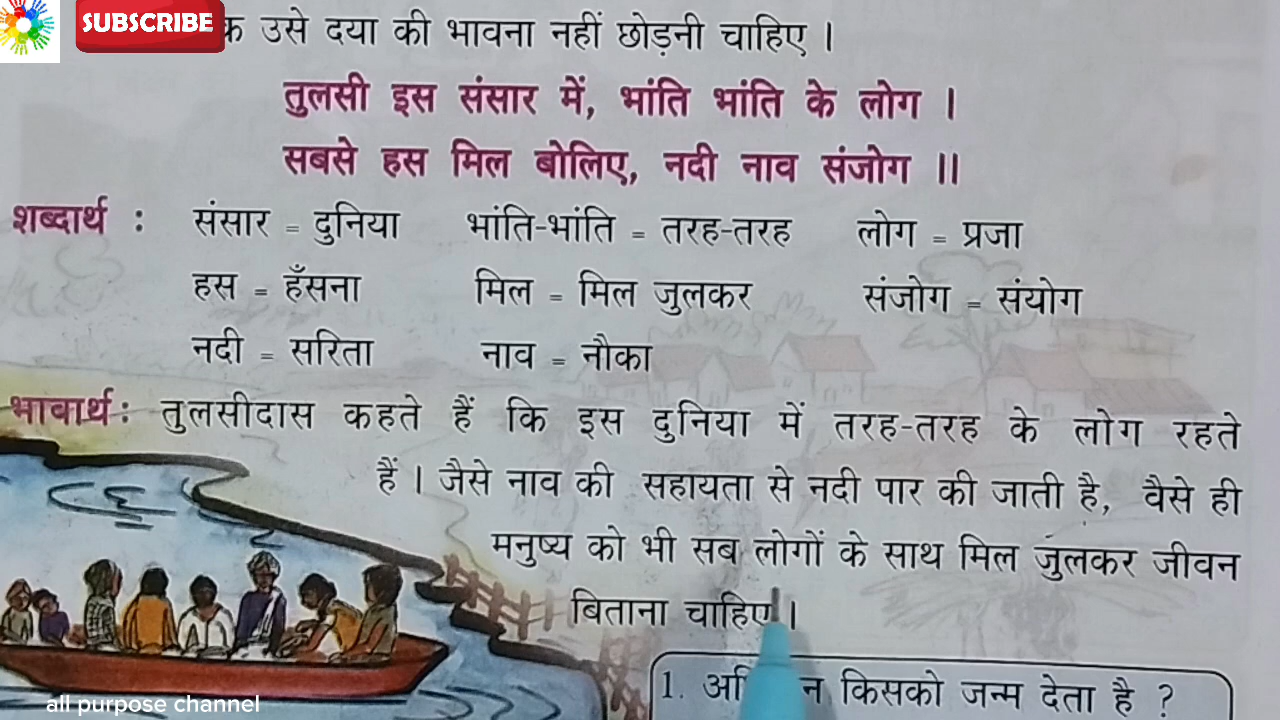 SUBSCRIBE
उसे दया की भावना नहीं छोड़नी चाहिए ।
तुलसी इस संसार में, भांति भांति के लोग ।
सबसे हस मिल बोलिए, नदी नाव संजोग ॥
शब्दार्थ : संसार = दुनिया भांति-भांति = तरह-तरह लोग = प्रजा
हस = हँसना मिल = मिल जुलकर संजोग = संयोग
नदी = सरिता नाव = नौका
भावार्थ: तुलसीदास कहते हैं कि इस दुनिया में तरह-तरह के लोग रहते
हैं । जैसे नाव की सहायता से नदी पार की जाती है, वैसे ही
मनुष्य को भी सब लोगों के साथ मिल जुलकर जीवन
बिताना चाहिए ।
1. किसको जन्म देता है ?
all purpose channel